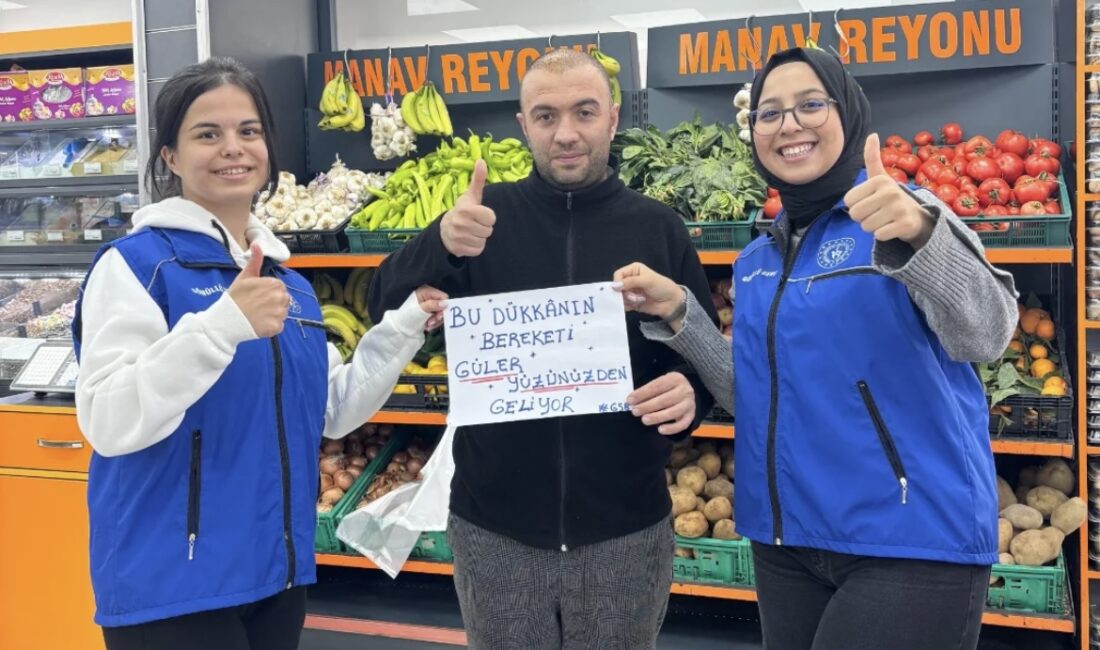 MANAV REYONU
MANAV REYONU
BU DÜKKÂNIN
BEREKETİ
GÜLER
YÜZÜNÜZDEN
GELİYOR #GSB